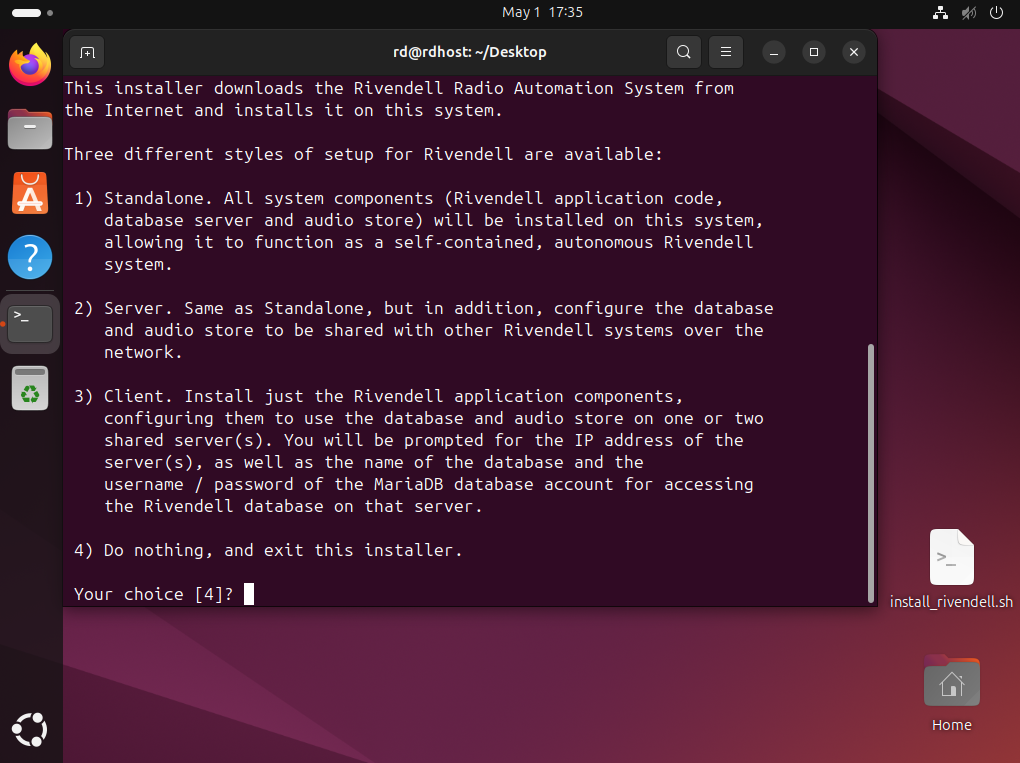 May 1 17:35
rd@rdhost: ~/Desktop
This installer downloads the Rivendell Radio Automation System from
the Internet and installs it on this system.
Three different styles of setup for Rivendell are available:
1) Standalone. All system components (Rivendell application code,
database server and audio store) will be installed on this system,
allowing it to function as a self-contained, autonomous Rivendell
system.
2) Server. Same as Standalone, but in addition, configure the database
and audio store to be shared with other Rivendell systems over the
network.
3) Client. Install just the Rivendell application components,
configuring them to use the database and audio store on one or two
shared server(s). You will be prompted for the IP address of the
server(s), as well as the name of the database and the
username / password of the MariaDB database account for accessing
the Rivendell database on that server.
4) Do nothing, and exit this installer.
Your choice [4]?
install_rivendell.sh
Home